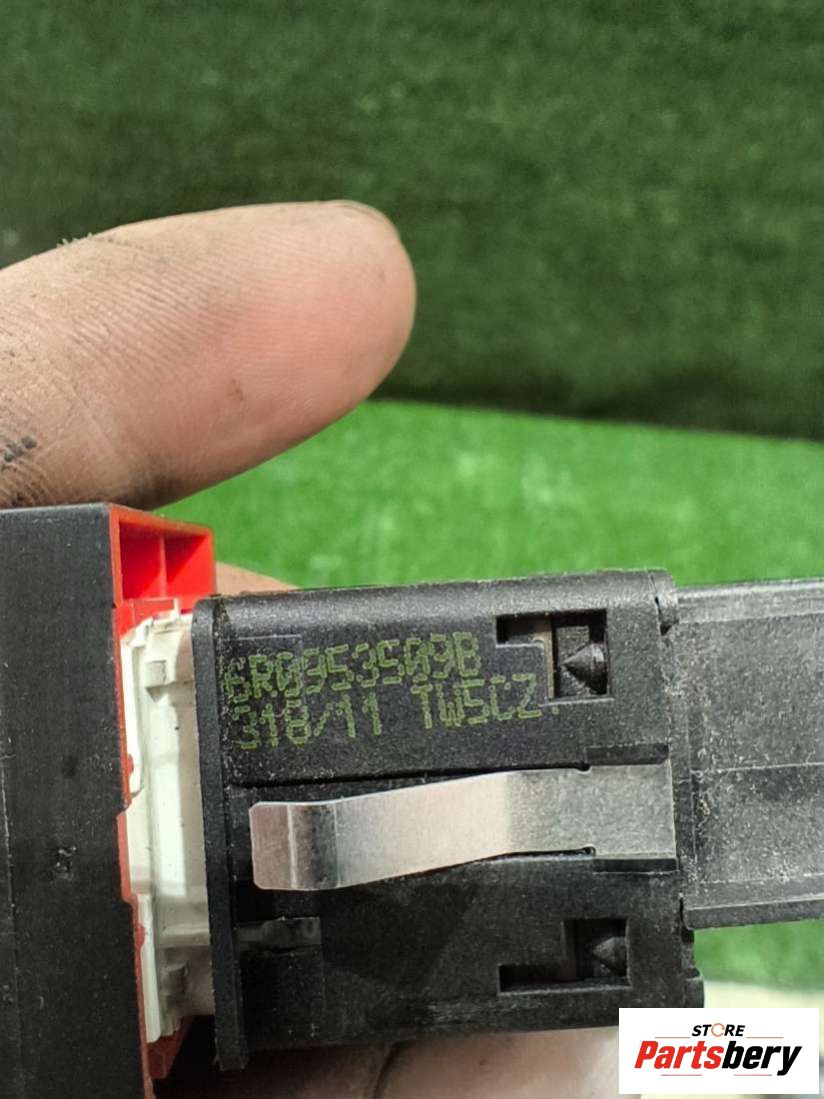 6R0953509B
318/11 TW5CZ
STORE
Partsbery